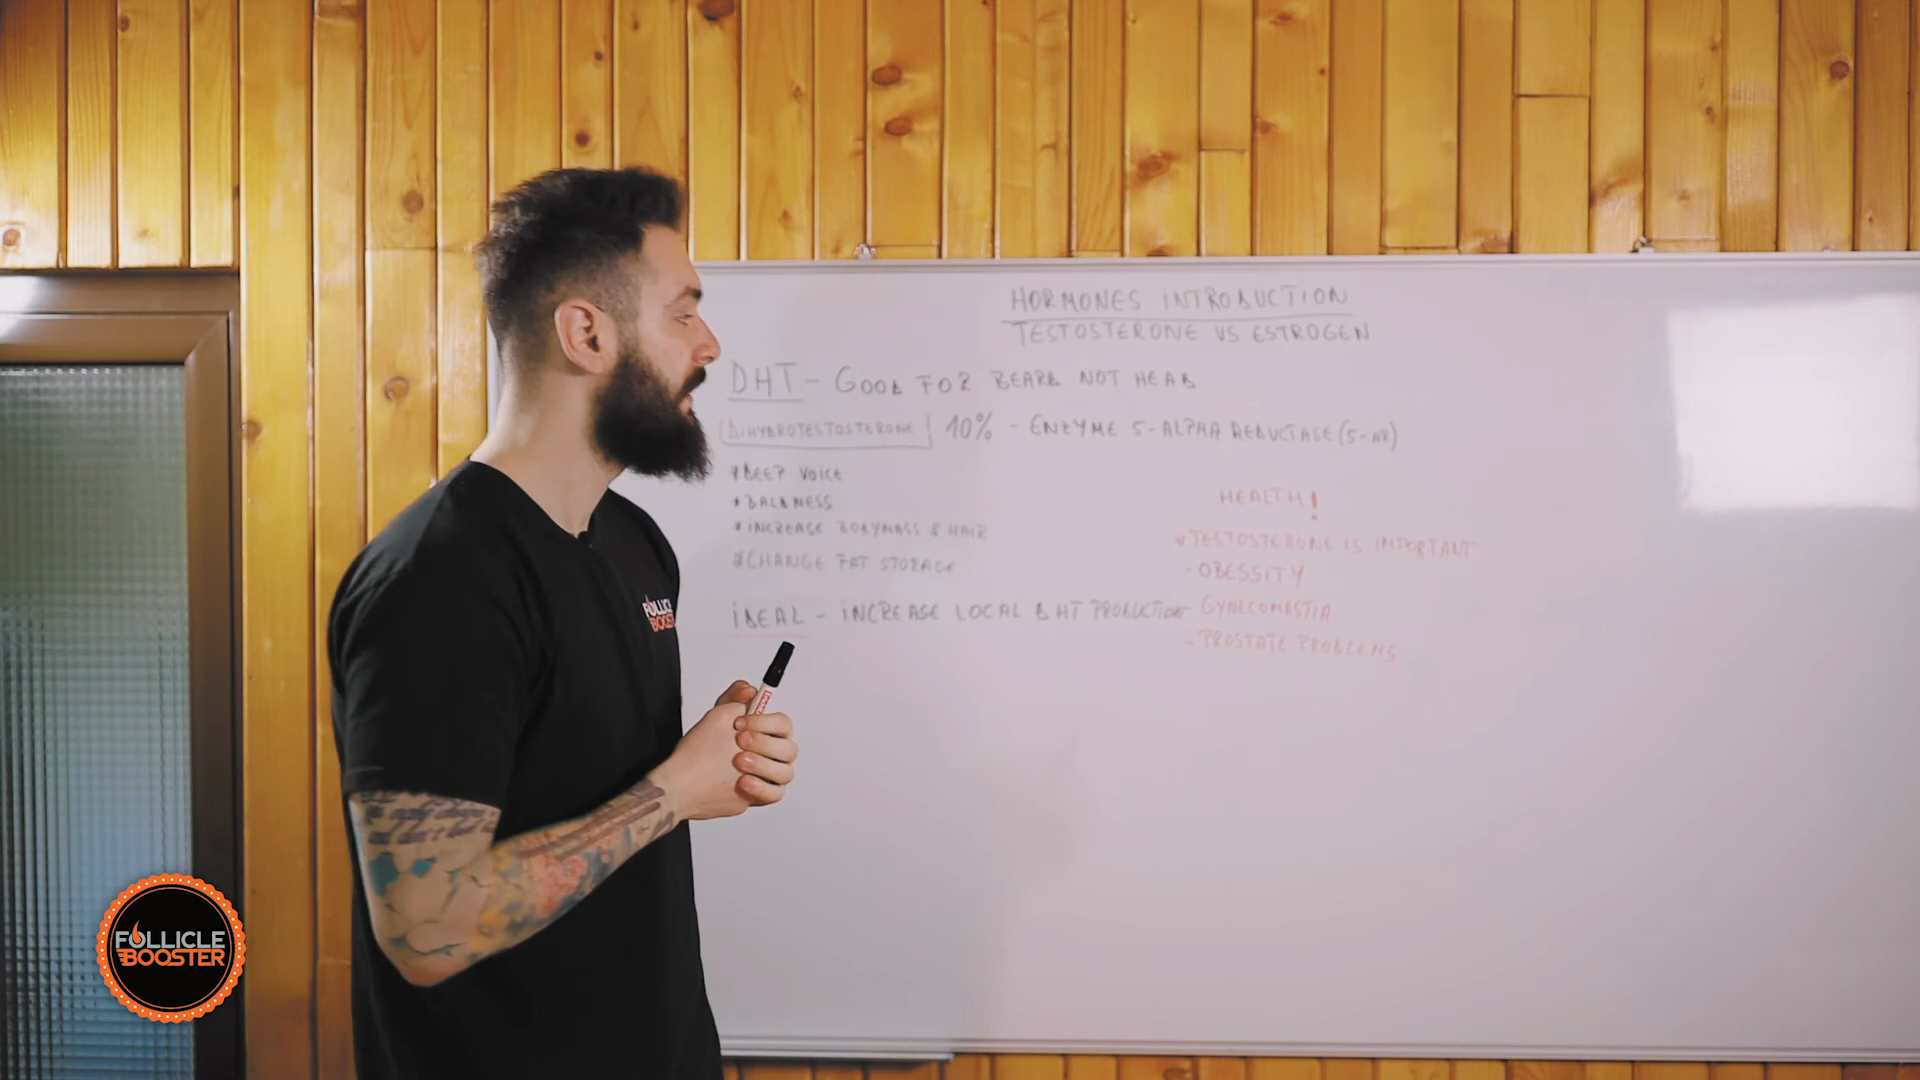 HORMONES INTRODUCTION
TESTOSTERONE VS ESTROGEN
DHT - GOOD FOR BEARD NOT HEAD
DIHYDROTESTOSTERONE 10% - ENZYME 5-ALPHA REDUCTASE (5-AR)
*DEEP VOICE
*BALDNESS
*INCREASE BODYMASS & HAIR
*CHANGE FAT STORAGE
IDEAL - INCREASE LOCAL DHT PRODUCTION
HEALTH!
*TESTOSTERONE IS IMPORTANT
- OBESSITY
- GYNECOMASTIA
- PROSTATE PROBLEMS
FOLLICLE
BOOSTER
FOLLICLE
BOOSTER